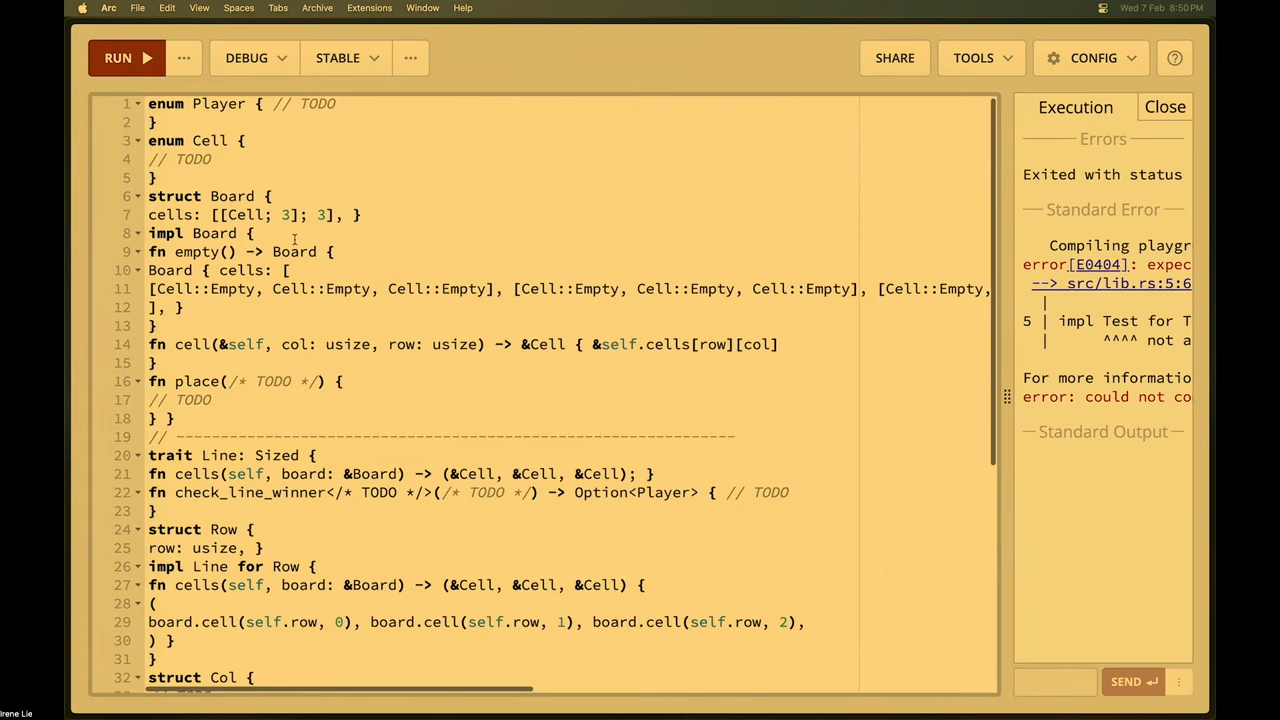 Arc File Edit View Spaces Tabs Archive Extensions Window Help Wed 7 Feb 8:50 PM
RUN ... DEBUG STABLE ... SHARE TOOLS CONFIG ?
1 enum Player { // TODO
2 }
3 enum Cell {
4 // TODO
5 }
6 struct Board {
7 cells: [[Cell; 3]; 3], }
8 impl Board {
9 fn empty() -> Board {
10 Board { cells: [
11 [Cell::Empty, Cell::Empty, Cell::Empty], [Cell::Empty, Cell::Empty, Cell::Empty], [Cell::Empty,
12 ], }
13 }
14 fn cell(&self, col: usize, row: usize) -> &Cell { &self.cells[row][col]
15 }
16 fn place(/* TODO */) {
17 // TODO
18 } }
19 // ---------------------------------------------------------------
20 trait Line: Sized {
21 fn cells(self, board: &Board) -> (&Cell, &Cell, &Cell); }
22 fn check_line_winner</* TODO */>(/* TODO */) -> Option<Player> { // TODO
23 }
24 struct Row {
25 row: usize, }
26 impl Line for Row {
27 fn cells(self, board: &Board) -> (&Cell, &Cell, &Cell) {
28 (
29 board.cell(self.row, 0), board.cell(self.row, 1), board.cell(self.row, 2),
30 ) }
31 }
32 struct Col {
Execution Close
Errors
Exited with status
Standard Error
Compiling playgr
error[E0404]: expec
--> src/lib.rs:5:6
|
5 | impl Test for T
| ^^^^ not a
For more informatio
error: could not co
Standard Output
SEND
Irene Lie